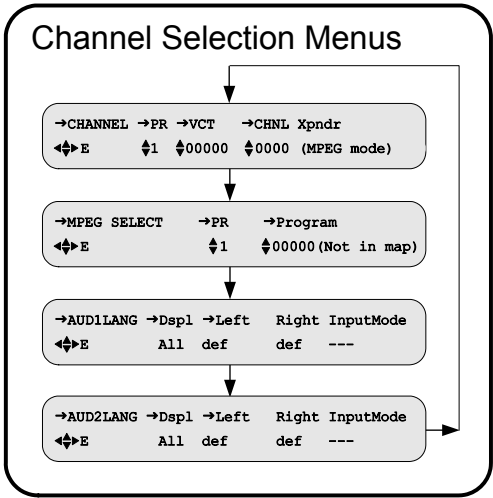 Channel Selection Menus
→CHANNEL →PR →VCT →CHNL Xpndr
◄♦►E ♦1 ♦00000 ♦0000 (MPEG mode)
→MPEG SELECT →PR →Program
◄♦►E ♦1 ♦00000(Not in map)
→AUD1LANG →Dspl →Left Right InputMode
◄♦►E All def def ---
→AUD2LANG →Dspl →Left Right InputMode
◄♦►E All def def ---